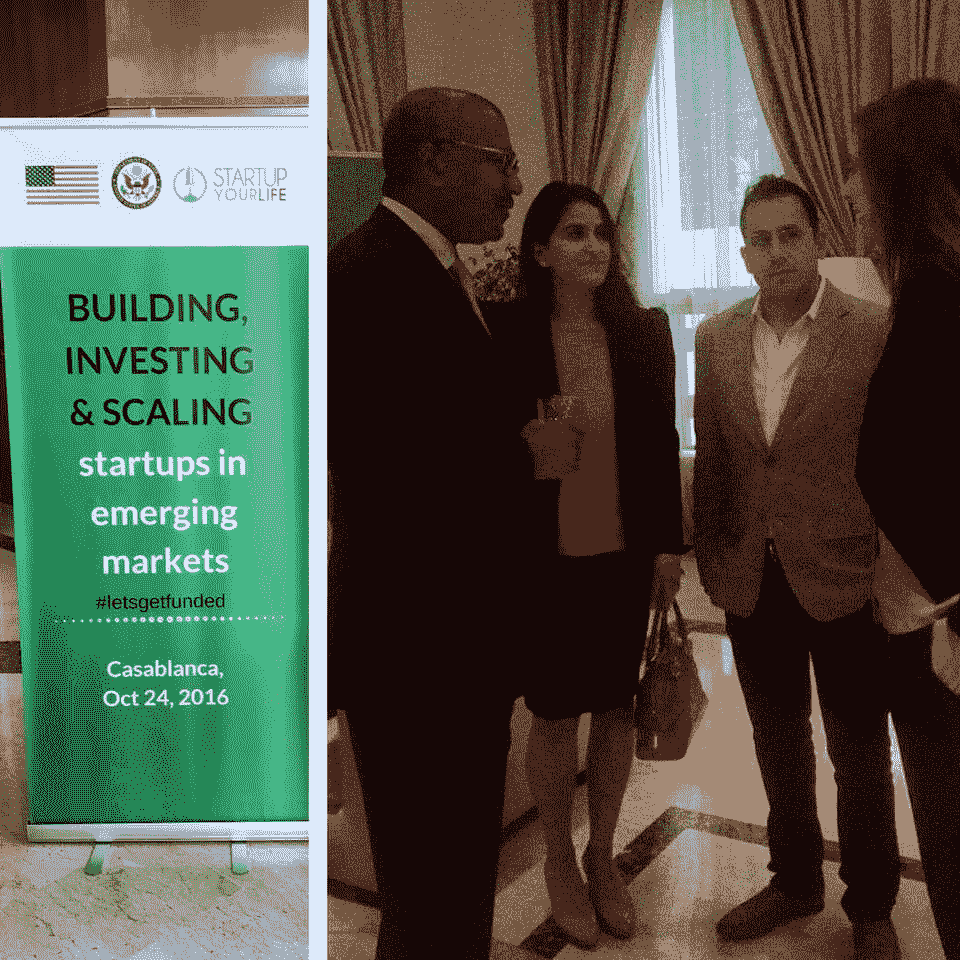 STARTUP
YOURLIFE
BUILDING,
INVESTING
& SCALING
startups in
emerging
markets
#letsgetfunded
Casablanca,
Oct 24, 2016